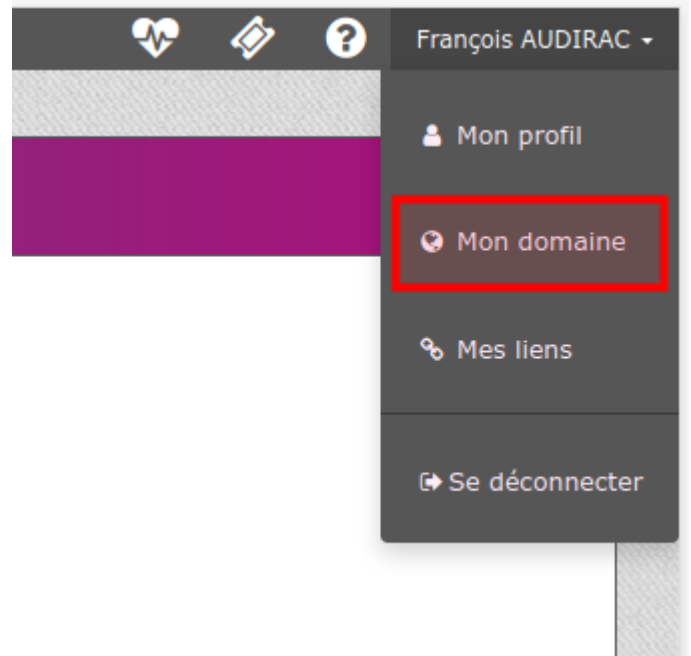 François AUDIRAC
Mon profil
Mon domaine
Mes liens
Se déconnecter